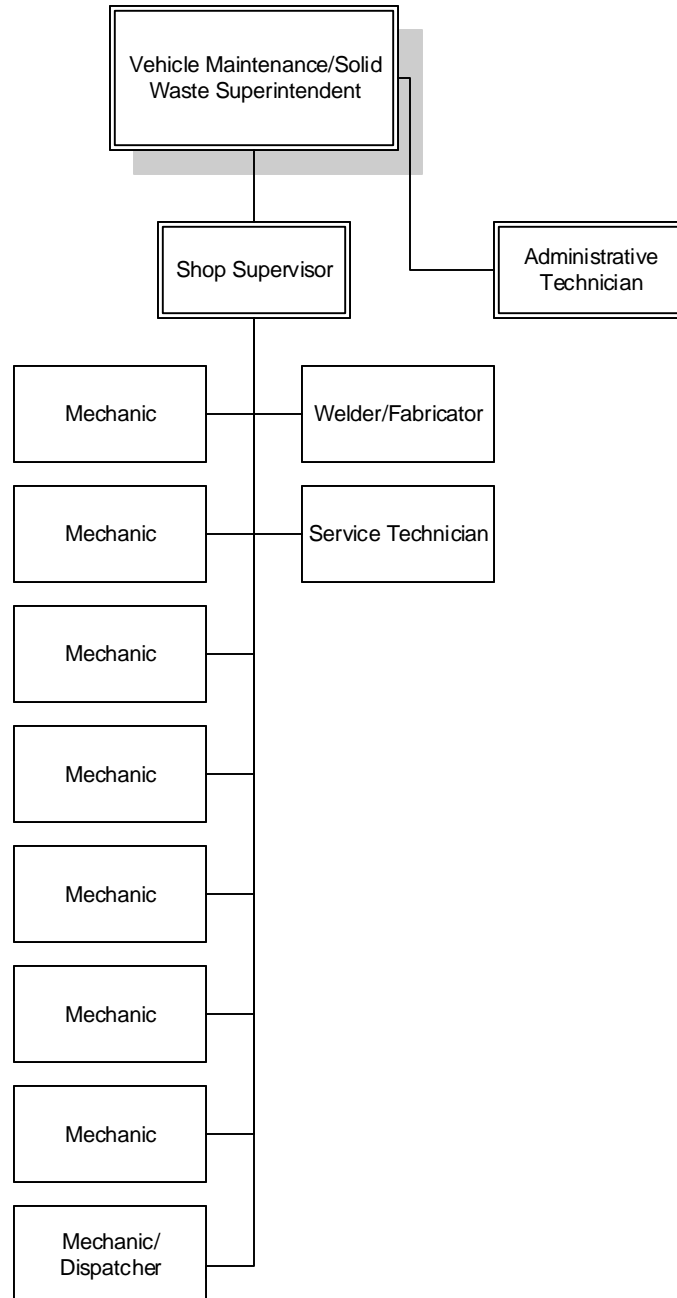 Vehicle Maintenance/Solid
Waste Superintendent
Shop Supervisor
Administrative
Technician
Mechanic
Welder/Fabricator
Mechanic
Service Technician
Mechanic
Mechanic
Mechanic
Mechanic
Mechanic
Mechanic/
Dispatcher